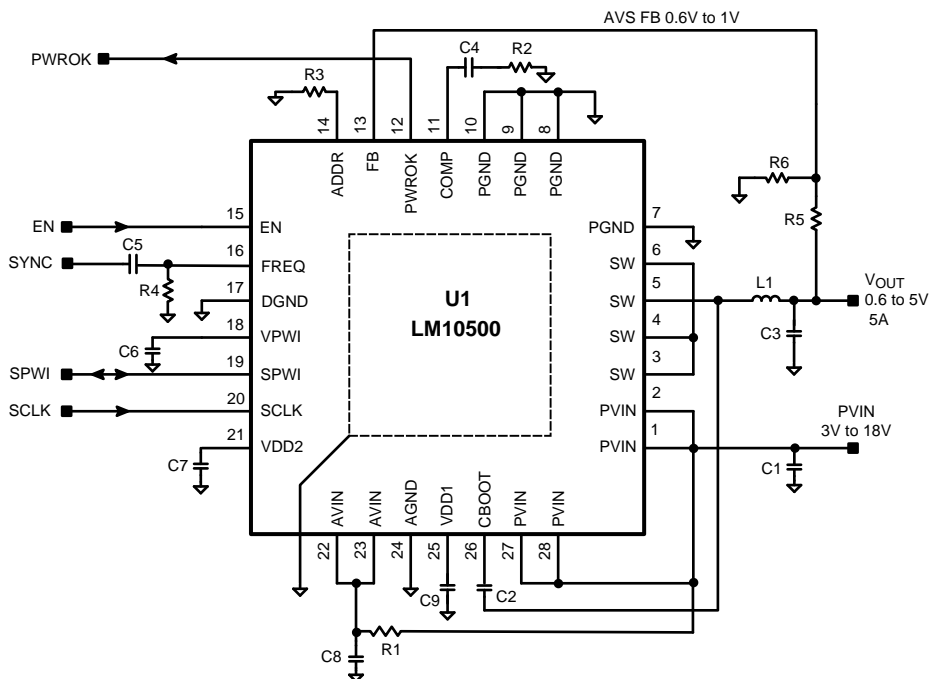 AVS FB 0.6V to 1V
PWROK
C4
R2
R3
14
13
12
11
10
9
8
ADDR
FB
PWROK
COMP
PGND
PGND
PGND
R6
R5
EN
15
EN
PGND
7
SYNC
C5
16
FREQ
SW
6
R4
17
DGND
SW
5
L1
VOUT
0.6 to 5V
5A
U1
LM10500
C6
18
VPWI
SW
4
C3
SPWI
19
SPWI
SW
3
SCLK
20
SCLK
PVIN
2
PVIN
3V to 18V
C7
21
VDD2
PVIN
1
C1
AVIN
AVIN
AGND
VDD1
CBOOT
PVIN
PVIN
22
23
24
25
26
27
28
C9
C2
C8
R1